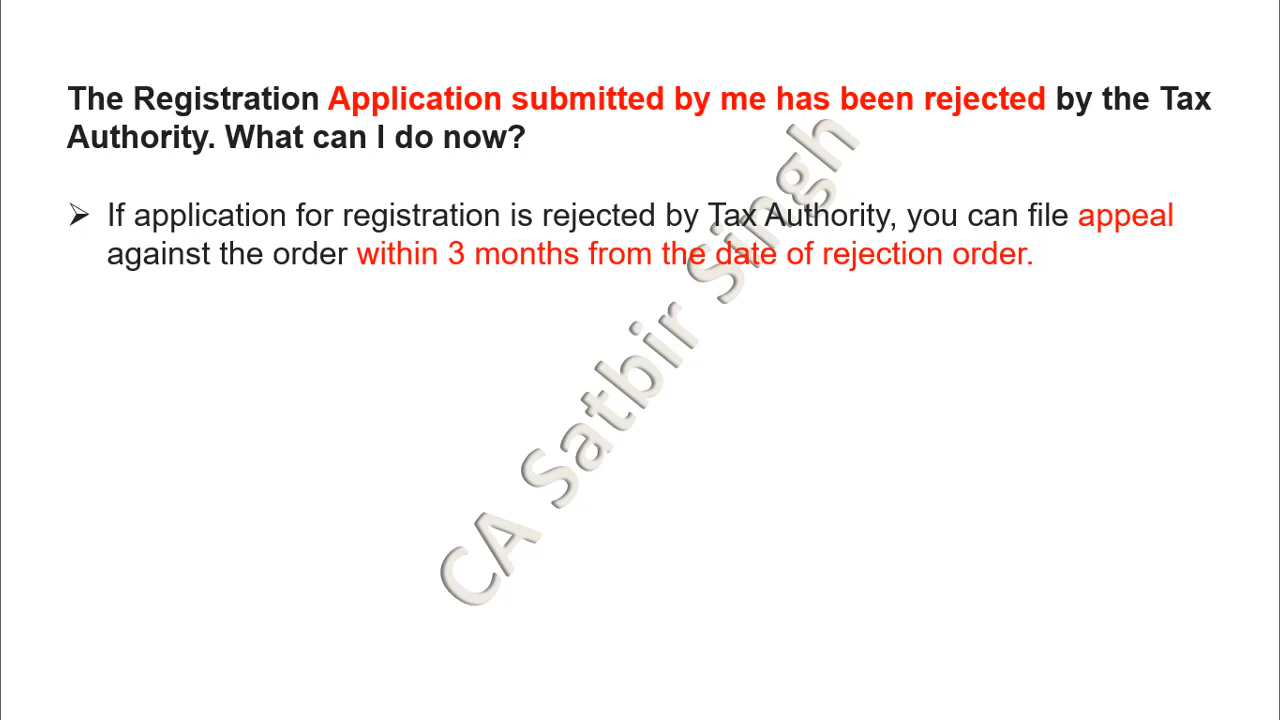 The Registration Application submitted by me has been rejected by the Tax
Authority. What can I do now?
➢ If application for registration is rejected by Tax Authority, you can file appeal
against the order within 3 months from the date of rejection order.
CA Satbir Singh